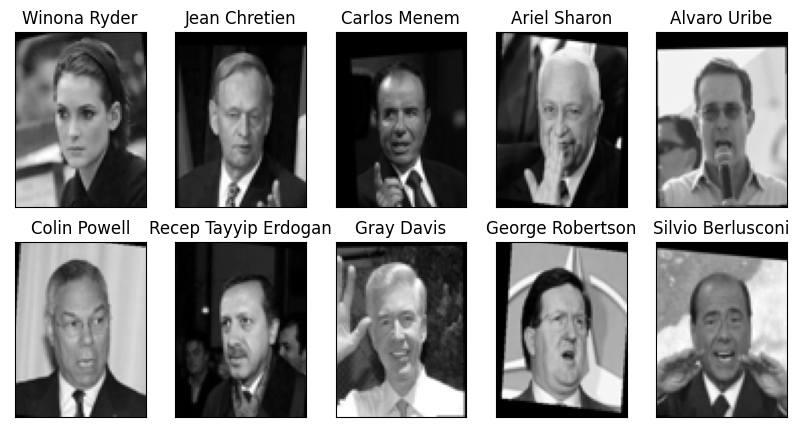 Winona Ryder
Jean Chretien
Carlos Menem
Ariel Sharon
Alvaro Uribe
Colin Powell
Recep Tayyip Erdogan
Gray Davis
George Robertson
Silvio Berlusconi